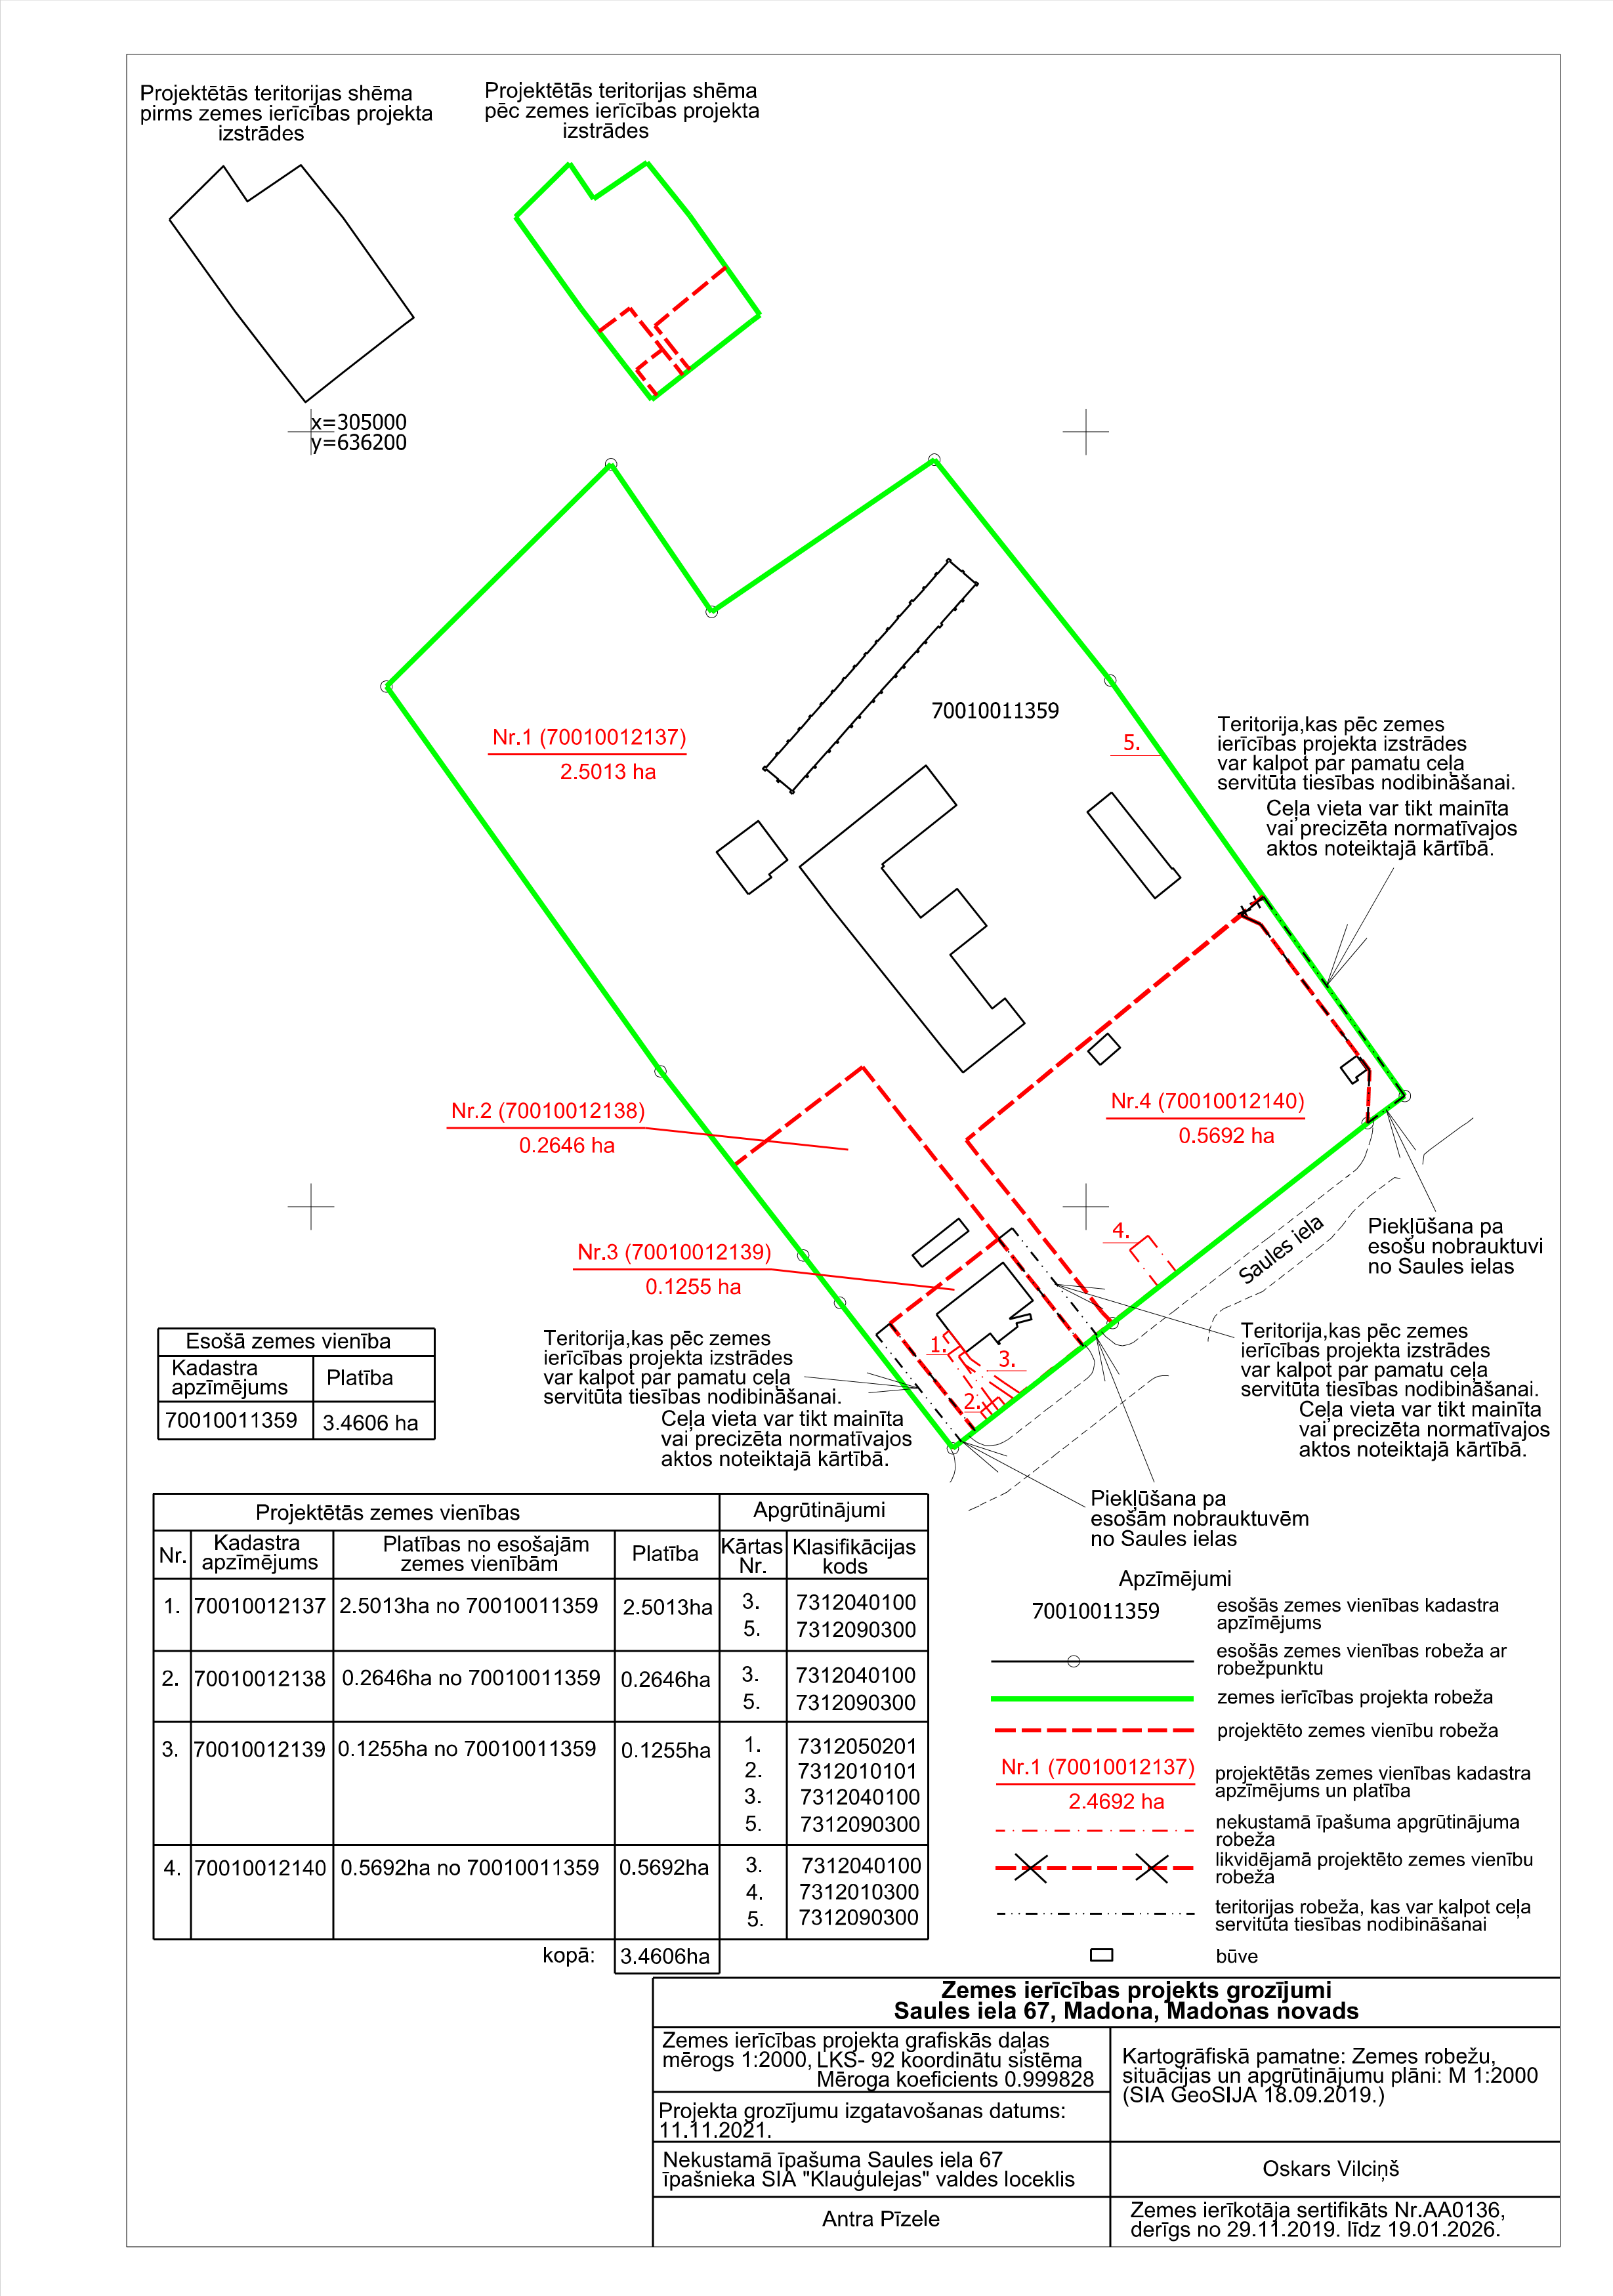 Projektētās teritorijas shēma
pirms zemes ierīcības projekta
izstrādes
Projektētās teritorijas shēma
pēc zemes ierīcības projekta
izstrādes
x=305000
y=636200
70010011359
Nr.1 (70010012137)
2.5013 ha
5.
Teritorija,kas pēc zemes
ierīcības projekta izstrādes
var kalpot par pamatu ceļa
servitūta tiesības nodibināšanai.
Ceļa vieta var tikt mainīta
vai precizēta normatīvajos
aktos noteiktajā kārtībā.
Nr.2 (70010012138)
0.2646 ha
Nr.4 (70010012140)
0.5692 ha
4.
Saules iela
Piekļūšana pa
esošu nobrauktuvi
no Saules ielas
Nr.3 (70010012139)
0.1255 ha
1.
3.
2.
Teritorija,kas pēc zemes
ierīcības projekta izstrādes
var kalpot par pamatu ceļa
servitūta tiesības nodibināšanai.
Ceļa vieta var tikt mainīta
vai precizēta normatīvajos
aktos noteiktajā kārtībā.
Teritorija,kas pēc zemes
ierīcības projekta izstrādes
var kalpot par pamatu ceļa
servitūta tiesības nodibināšanai.
Ceļa vieta var tikt mainīta
vai precizēta normatīvajos
aktos noteiktajā kārtībā.
Piekļūšana pa
esošām nobrauktuvēm
no Saules ielas
Esošā zemes vienība
Kadastra
apzīmējums
Platība
70010011359 3.4606 ha
Projektētās zemes vienības Apgrūtinājumi
Nr.
Kadastra
apzīmējums
Platības no esošajām
zemes vienībām
Platība
Kārtas
Nr.
Klasifikācijas
kods
1. 70010012137 2.5013ha no 70010011359 2.5013ha 3. 7312040100
5. 7312090300
2. 70010012138 0.2646ha no 70010011359 0.2646ha 3. 7312040100
5. 7312090300
3. 70010012139 0.1255ha no 70010011359 0.1255ha 1. 7312050201
2. 7312010101
3. 7312040100
5. 7312090300
4. 70010012140 0.5692ha no 70010011359 0.5692ha 3. 7312040100
4. 7312010300
5. 7312090300
kopā: 3.4606ha
Apzīmējumi
70010011359
esošās zemes vienības kadastra
apzīmējums
esošās zemes vienības robeža ar
robežpunktu
zemes ierīcības projekta robeža
projektēto zemes vienību robeža
Nr.1 (70010012137)
2.4692 ha
projektētās zemes vienības kadastra
apzīmējums un platība
nekustamā īpašuma apgrūtinājuma
robeža
likvidējamā projektēto zemes vienību
robeža
teritorijas robeža, kas var kalpot ceļa
servitūta tiesības nodibināšanai
būve
Zemes ierīcības projekts grozījumi
Saules iela 67, Madona, Madonas novads
Zemes ierīcības projekta grafiskās daļas
mērogs 1:2000, LKS- 92 koordinātu sistēma
Mēroga koeficients 0.999828
Kartogrāfiskā pamatne: Zemes robežu,
situācijas un apgrūtinājumu plāni: M 1:2000
(SIA GeoSIJA 18.09.2019.)
Projekta grozījumu izgatavošanas datums:
11.11.2021.
Nekustamā īpašuma Saules iela 67
īpašnieka SIA "Klauģulejas" valdes loceklis
Oskars Vilciņš
Antra Pīzele
Zemes ierīkotāja sertifikāts Nr.AA0136,
derīgs no 29.11.2019. līdz 19.01.2026.